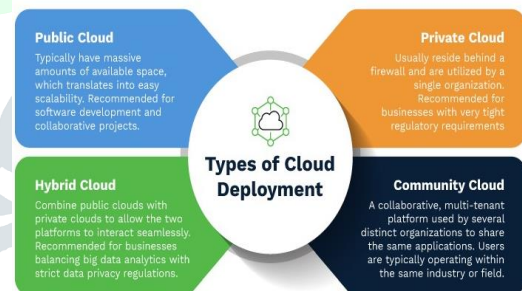 Public Cloud
Typically have massive
amounts of available space,
which translates into easy
scalability. Recommended for
software development and
collaborative projects.
Private Cloud
Usually reside behind a
firewall and are utilized by a
single organization.
Recommended for
businesses with very tight
regulatory requirements
Types of Cloud
Deployment
Hybrid Cloud
Combine public clouds with
private clouds to allow the two
platforms to interact seamlessly.
Recommended for businesses
balancing big data analytics with
strict data privacy regulations.
Community Cloud
A collaborative, multi-tenant
platform used by several
distinct organizations to share
the same applications. Users
are typically operating within
the same industry or field.